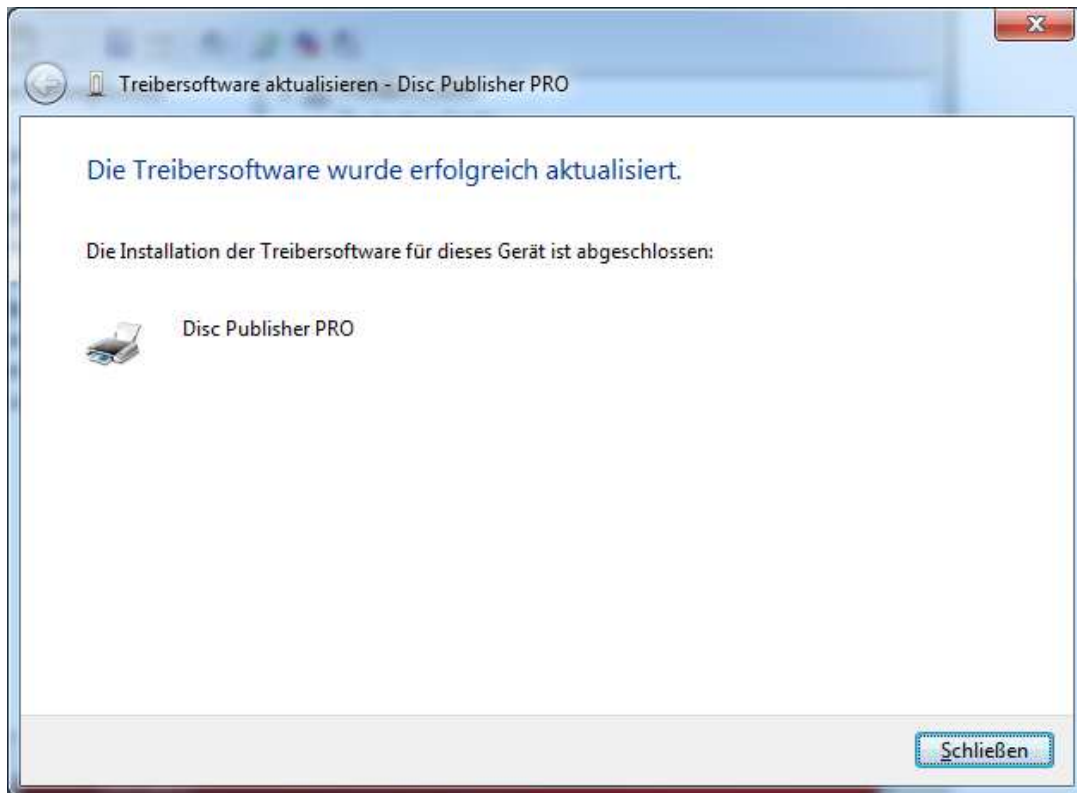 Treibersoftware aktualisieren - Disc Publisher PRO
Die Treibersoftware wurde erfolgreich aktualisiert.
Die Installation der Treibersoftware für dieses Gerät ist abgeschlossen:
Disc Publisher PRO
Schließen